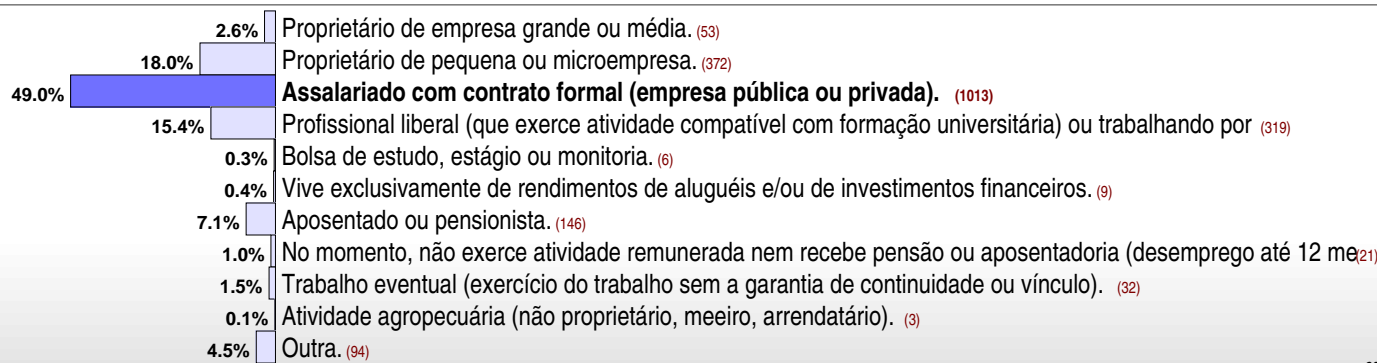 2.6% Proprietário de empresa grande ou média. (53)
18.0% Proprietário de pequena ou microempresa. (372)
49.0% Assalariado com contrato formal (empresa pública ou privada). (1013)
15.4% Profissional liberal (que exerce atividade compatível com formação universitária) ou trabalhando por (319)
0.3% Bolsa de estudo, estágio ou monitoria. (6)
0.4% Vive exclusivamente de rendimentos de aluguéis e/ou de investimentos financeiros. (9)
7.1% Aposentado ou pensionista. (146)
1.0% No momento, não exerce atividade remunerada nem recebe pensão ou aposentadoria (desemprego até 12 me(21)
1.5% Trabalho eventual (exercício do trabalho sem a garantia de continuidade ou vínculo). (32)
0.1% Atividade agropecuária (não proprietário, meeiro, arrendatário). (3)
4.5% Outra. (94)